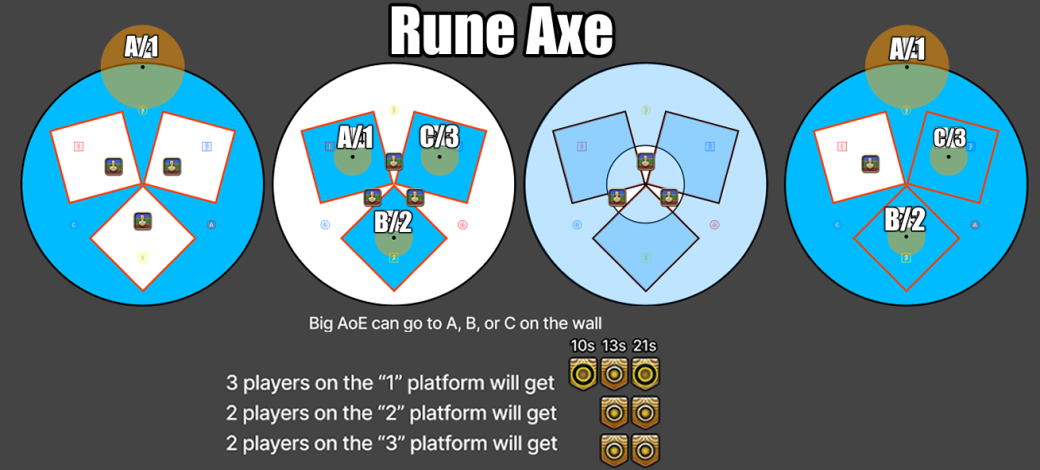 Rune Axe
A/1
A/1
A/1
C/3
C/3
B/2
B/2
Big AoE can go to A, B, or C on the wall
10s 13s 21s
3 players on the “1” platform will get
2 players on the “2” platform will get
2 players on the “3” platform will get